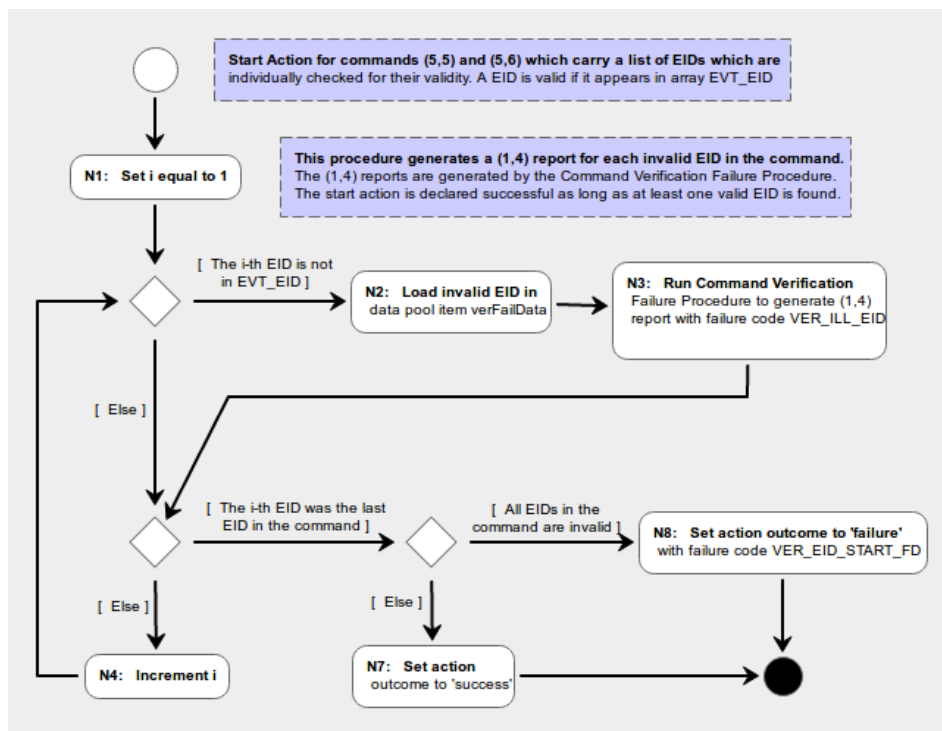 Start Action for commands (5,5) and (5,6) which carry a list of EIDs which are
individually checked for their validity. A EID is valid if it appears in array EVT_EID
This procedure generates a (1,4) report for each invalid EID in the command.
The (1,4) reports are generated by the Command Verification Failure Procedure.
The start action is declared successful as long as at least one valid EID is found.
N1: Set i equal to 1
[ The i-th EID is not
in EVT_EID ]
N2: Load invalid EID in
data pool item verFailData
N3: Run Command Verification
Failure Procedure to generate (1,4)
report with failure code VER_ILL_EID
[ Else ]
[ The i-th EID was the last
EID in the command ]
[ All EIDs in the
command are invalid ]
N8: Set action outcome to 'failure'
with failure code VER_EID_START_FD
[ Else ]
[ Else ]
N4: Increment i
N7: Set action
outcome to 'success'